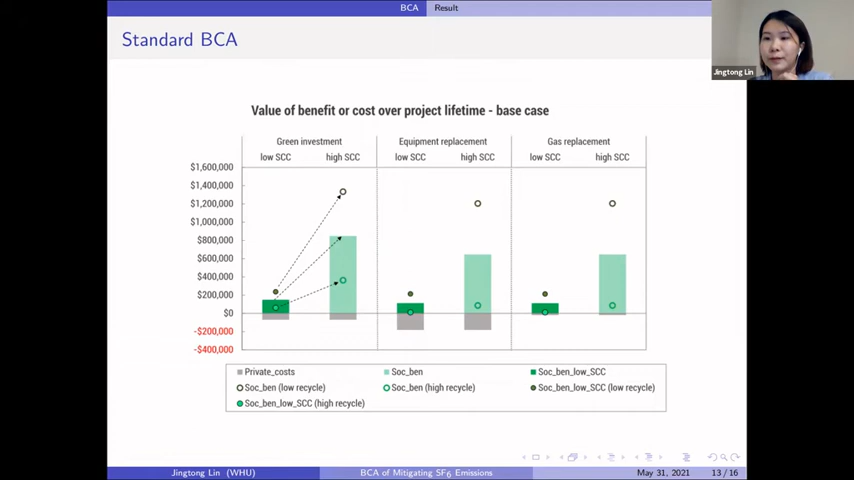 BCA Result
Standard BCA
Jingtong Lin
Value of benefit or cost over project lifetime - base case
Green investment Equipment replacement Gas replacement
low SCC high SCC low SCC high SCC low SCC high SCC
$1,600,000
$1,400,000
$1,200,000
$1,000,000
$800,000
$600,000
$400,000
$200,000
$0
-$200,000
-$400,000
Private_costs Soc_ben Soc_ben_low_SCC
Soc_ben (low recycle) Soc_ben (high recycle) Soc_ben_low_SCC (low recycle)
Soc_ben_low_SCC (high recycle)
Jingtong Lin (WHU) BCA of Mitigating SF6 Emissions May 31, 2021 13 / 16